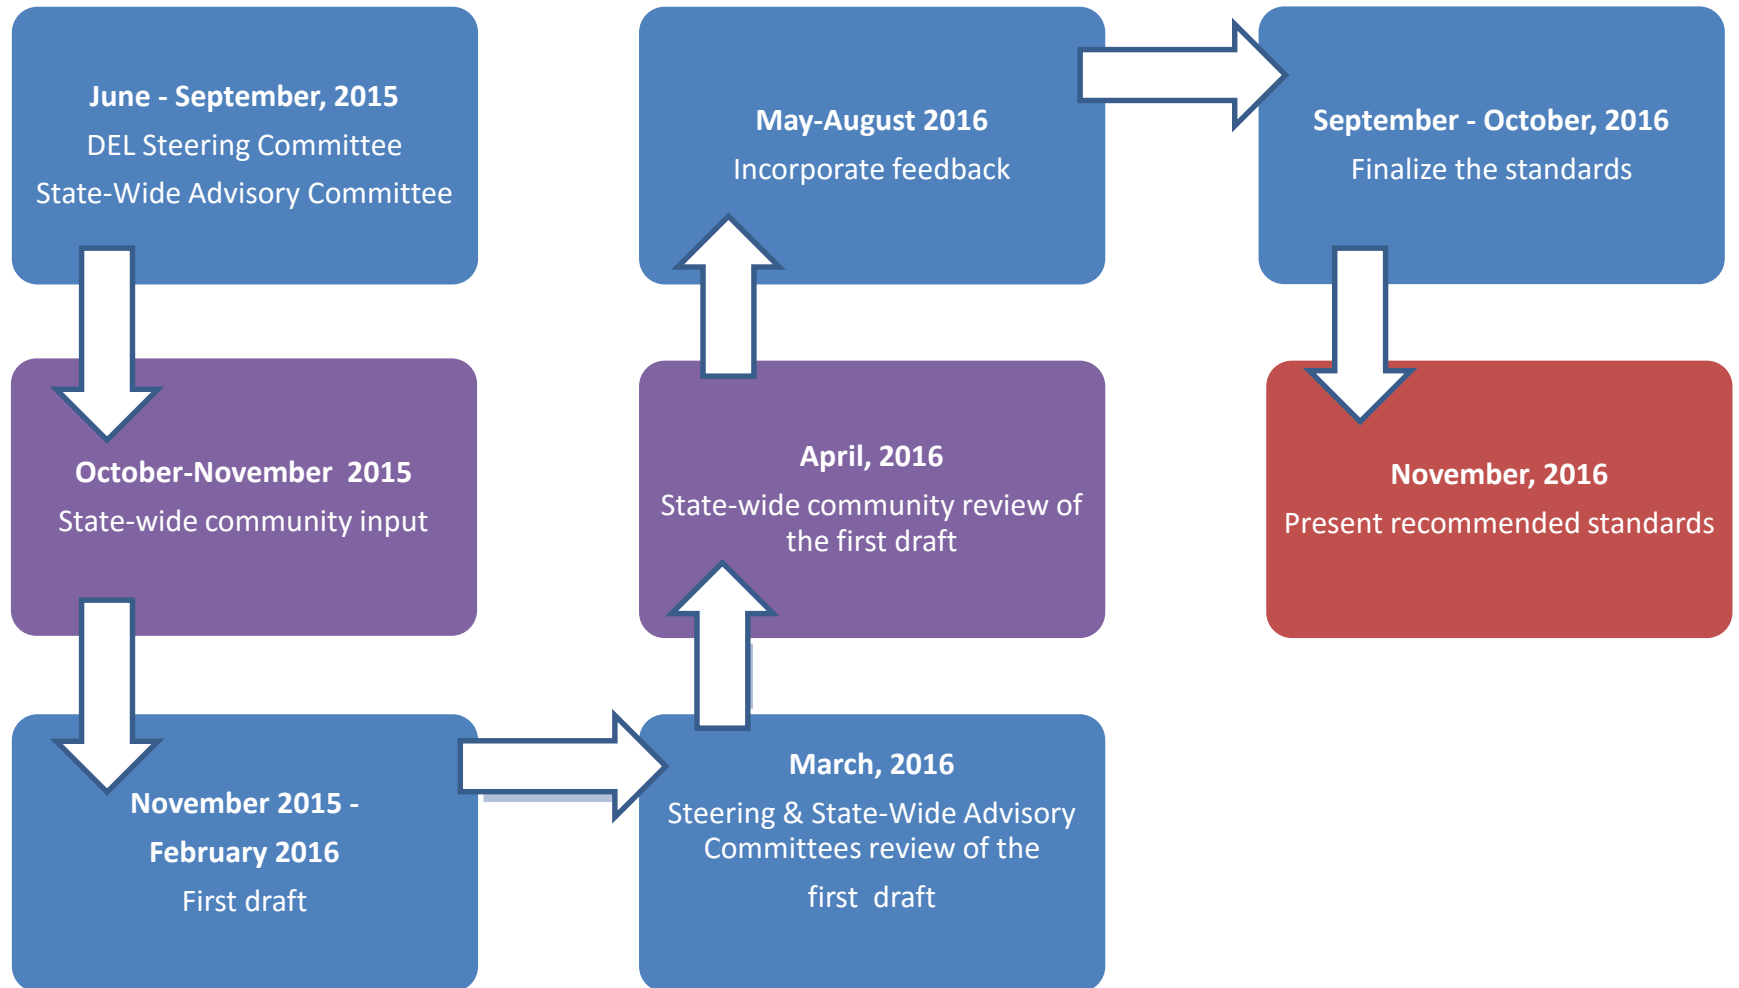 June - September, 2015
DEL Steering Committee
State-Wide Advisory Committee
October-November  2015
State-wide community input
November 2015 -
February 2016
First draft
March, 2016
Steering & State-Wide Advisory
Committees review of the
first  draft
April, 2016
State-wide community review of
the first draft
May-August 2016
Incorporate feedback
September - October, 2016
Finalize the standards
November, 2016
Present recommended standards